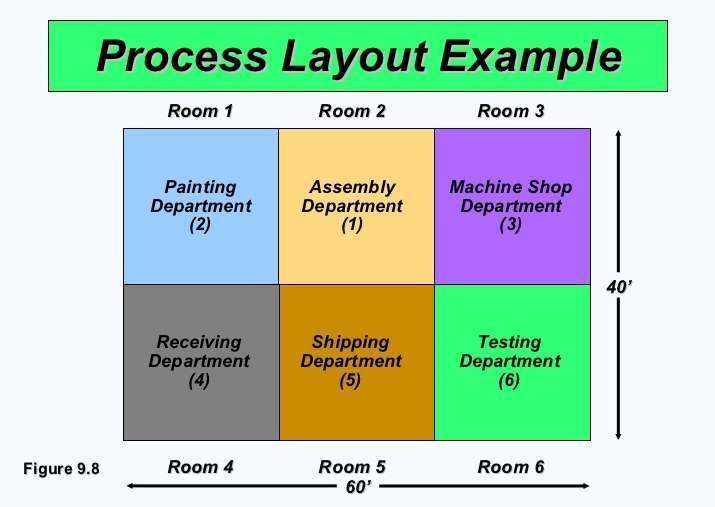 Process Layout Example
Room 1
Room 2
Room 3
Painting
Department
(2)
Assembly
Department
(1)
Machine Shop
Department
(3)
40’
Receiving
Department
(4)
Shipping
Department
(5)
Testing
Department
(6)
Figure 9.8
Room 4
Room 5
Room 6
60’